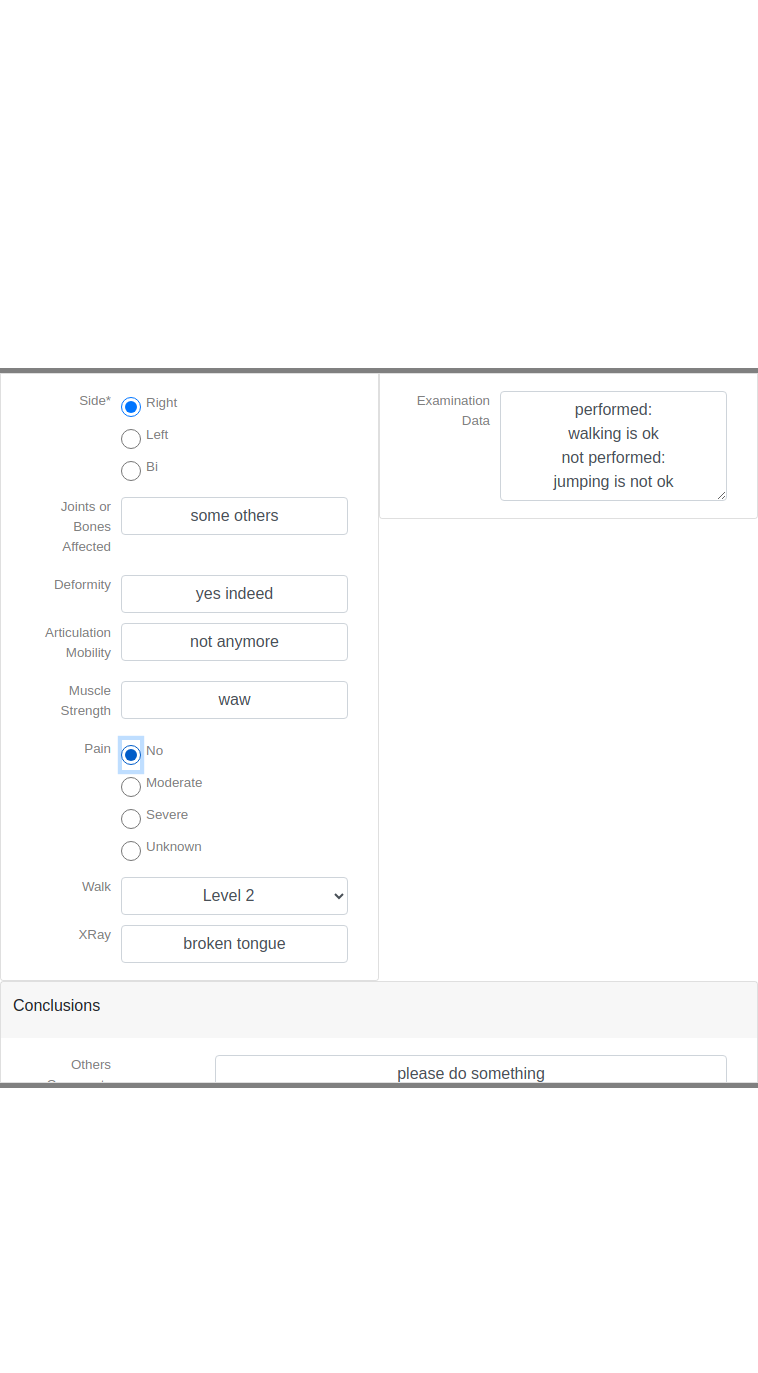 Side*
Right
Left
Bi
Joints or
Bones
Affected
some others
Deformity
yes indeed
Articulation
Mobility
not anymore
Muscle
Strength
waw
Pain
No
Moderate
Severe
Unknown
Walk
Level 2
XRay
broken tongue
Examination
Data
performed:
walking is ok
not performed:
jumping is not ok
Conclusions
Others
please do something